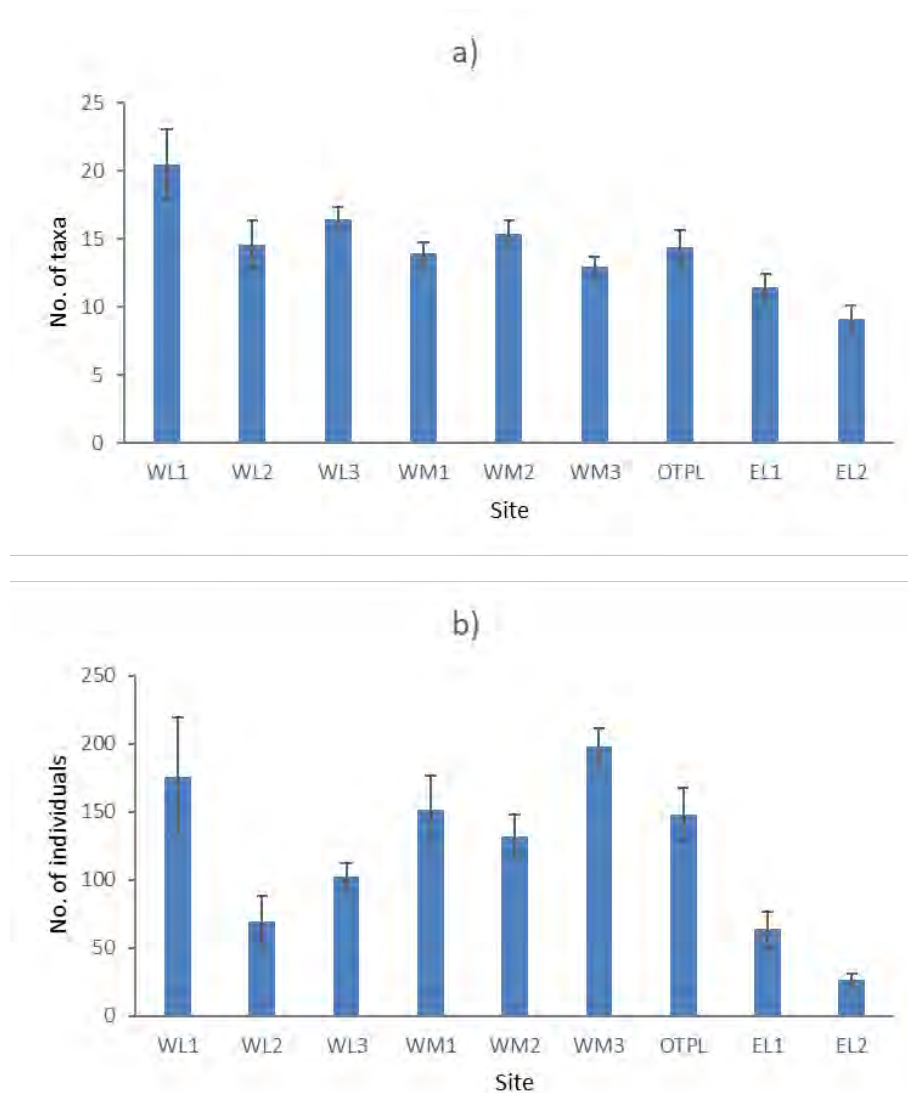 a)
25
20
15
10
5
0
No. of taxa
WL1 WL2 WL3 WM1 WM2 WM3 OTPL EL1 EL2
Site
b)
250
200
150
100
50
0
No. of individuals
WL1 WL2 WL3 WM1 WM2 WM3 OTPL EL1 EL2
Site